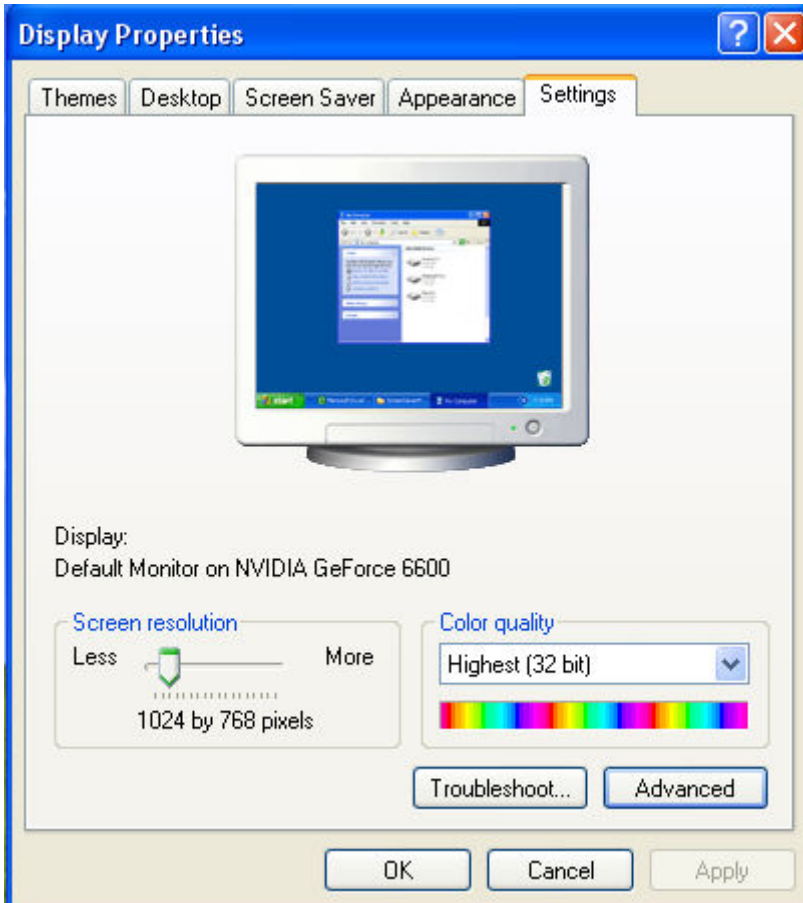 Display Properties
Themes Desktop Screen Saver Appearance Settings
start
Display:
Default Monitor on NVIDIA GeForce 6600
Screen resolution
Less More
1024 by 768 pixels
Color quality
Highest (32 bit)
Troubleshoot... Advanced
OK Cancel Apply